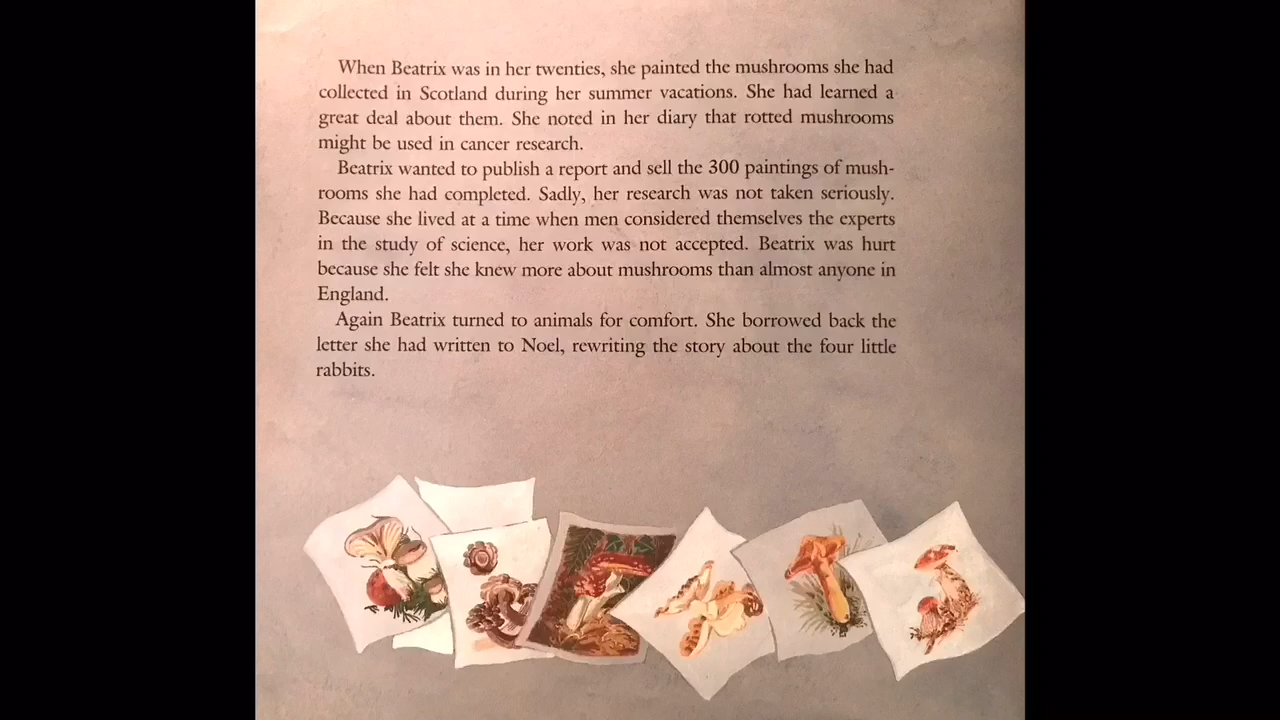 When Beatrix was in her twenties, she painted the mushrooms she had
collected in Scotland during her summer vacations. She had learned a
great deal about them. She noted in her diary that rotted mushrooms
might be used in cancer research.
Beatrix wanted to publish a report and sell the 300 paintings of mush-
rooms she had completed. Sadly, her research was not taken seriously.
Because she lived at a time when men considered themselves the experts
in the study of science, her work was not accepted. Beatrix was hurt
because she felt she knew more about mushrooms than almost anyone in
England.
Again Beatrix turned to animals for comfort. She borrowed back the
letter she had written to Noel, rewriting the story about the four little
rabbits.